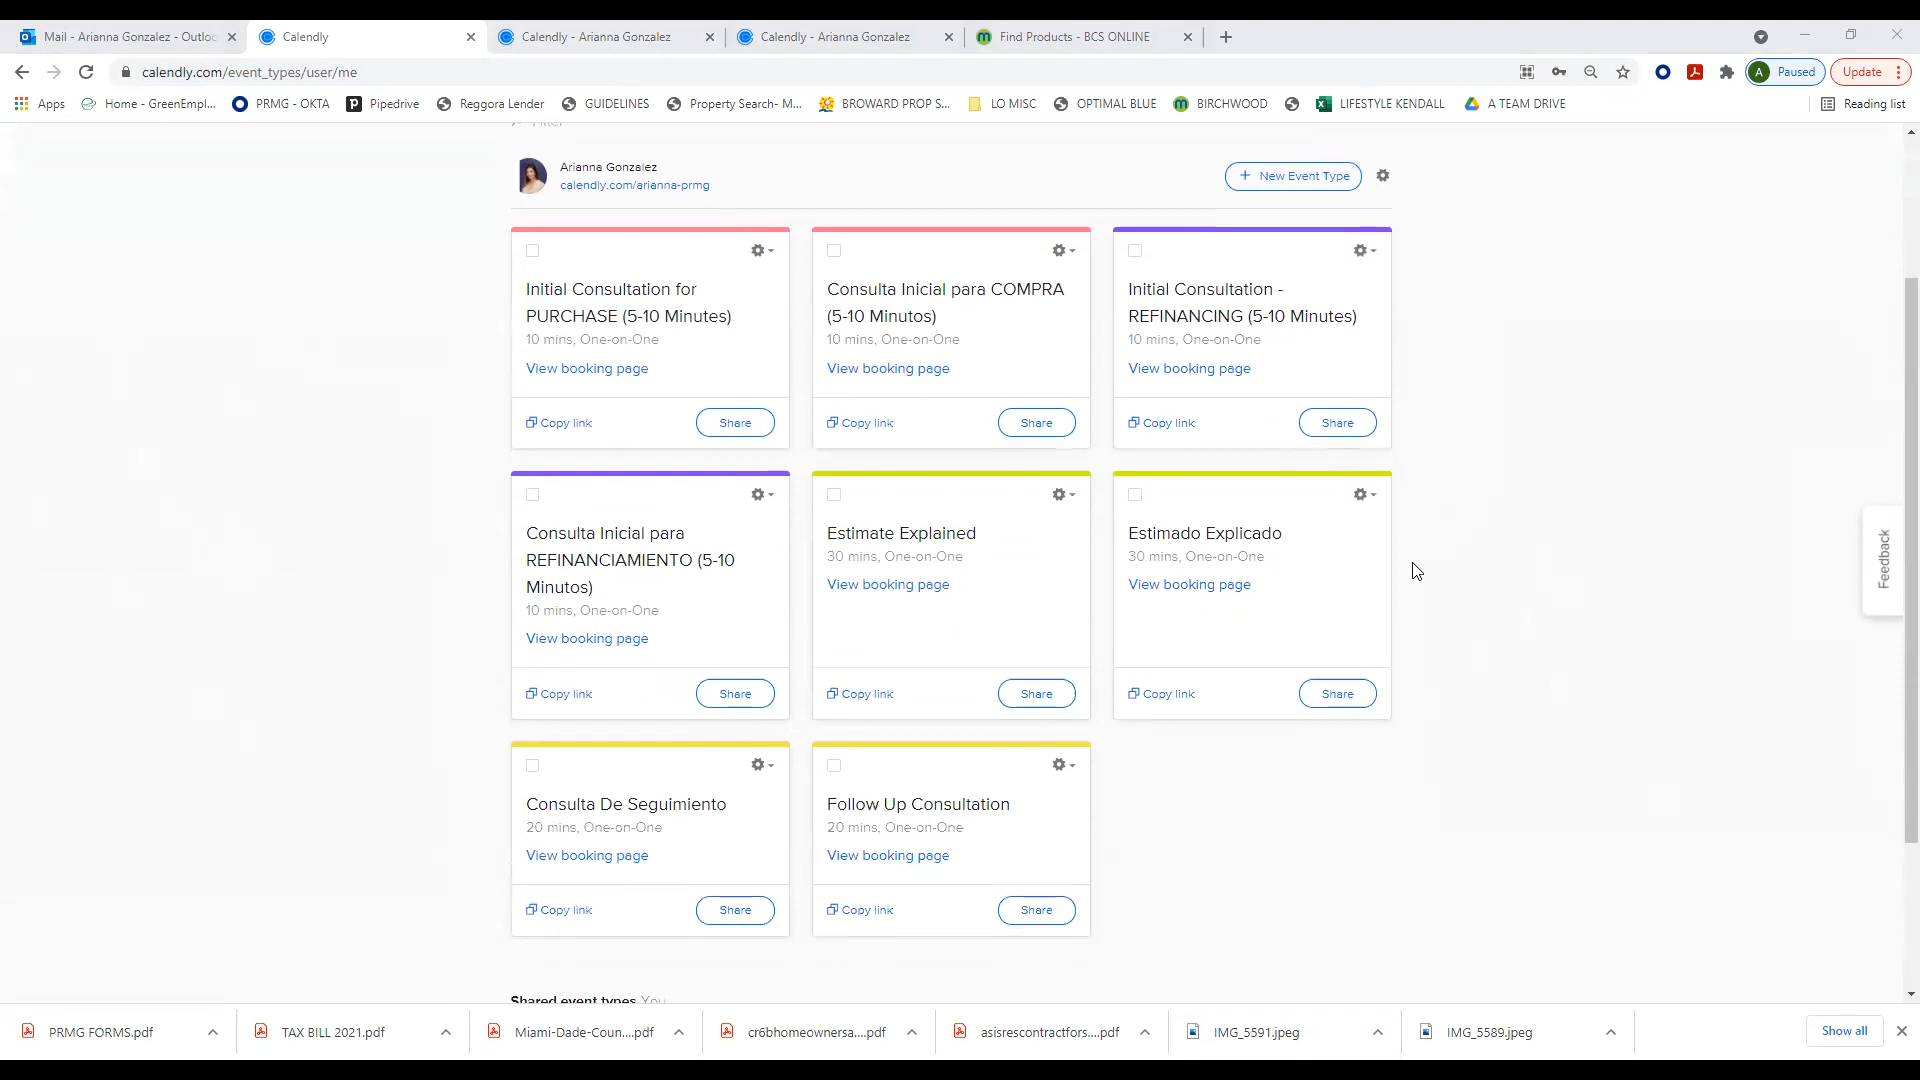 Mail - Arianna Gonzalez - Outloo
Calendly
Calendly - Arianna Gonzalez
Calendly - Arianna Gonzalez
Find Products - BCS ONLINE
calendly.com/event_types/user/me
A Paused
Update
Apps
Home - GreenEmpl...
PRMG - OKTA
Pipedrive
Reggora Lender
GUIDELINES
Property Search- M...
BROWARD PROP S...
LO MISC
OPTIMAL BLUE
BIRCHWOOD
LIFESTYLE KENDALL
A TEAM DRIVE
Reading list
Filter
Arianna Gonzalez
calendly.com/arianna-prmg
+ New Event Type
Initial Consultation for
PURCHASE (5-10 Minutes)
10 mins, One-on-One
View booking page
Copy link
Share
Consulta Inicial para COMPRA
(5-10 Minutos)
10 mins, One-on-One
View booking page
Copy link
Share
Initial Consultation -
REFINANCING (5-10 Minutes)
10 mins, One-on-One
View booking page
Copy link
Share
Consulta Inicial para
REFINANCIAMIENTO (5-10
Minutos)
10 mins, One-on-One
View booking page
Copy link
Share
Estimate Explained
30 mins, One-on-One
View booking page
Copy link
Share
Estimado Explicado
30 mins, One-on-One
View booking page
Copy link
Share
Consulta De Seguimiento
20 mins, One-on-One
View booking page
Copy link
Share
Follow Up Consultation
20 mins, One-on-One
View booking page
Copy link
Share
Feedback
Shared event types You
PRMG FORMS.pdf
TAX BILL 2021.pdf
Miami-Dade-Coun....pdf
cr6bhomeownersa....pdf
asisrescontractfors....pdf
IMG_5591.jpeg
IMG_5589.jpeg
Show all